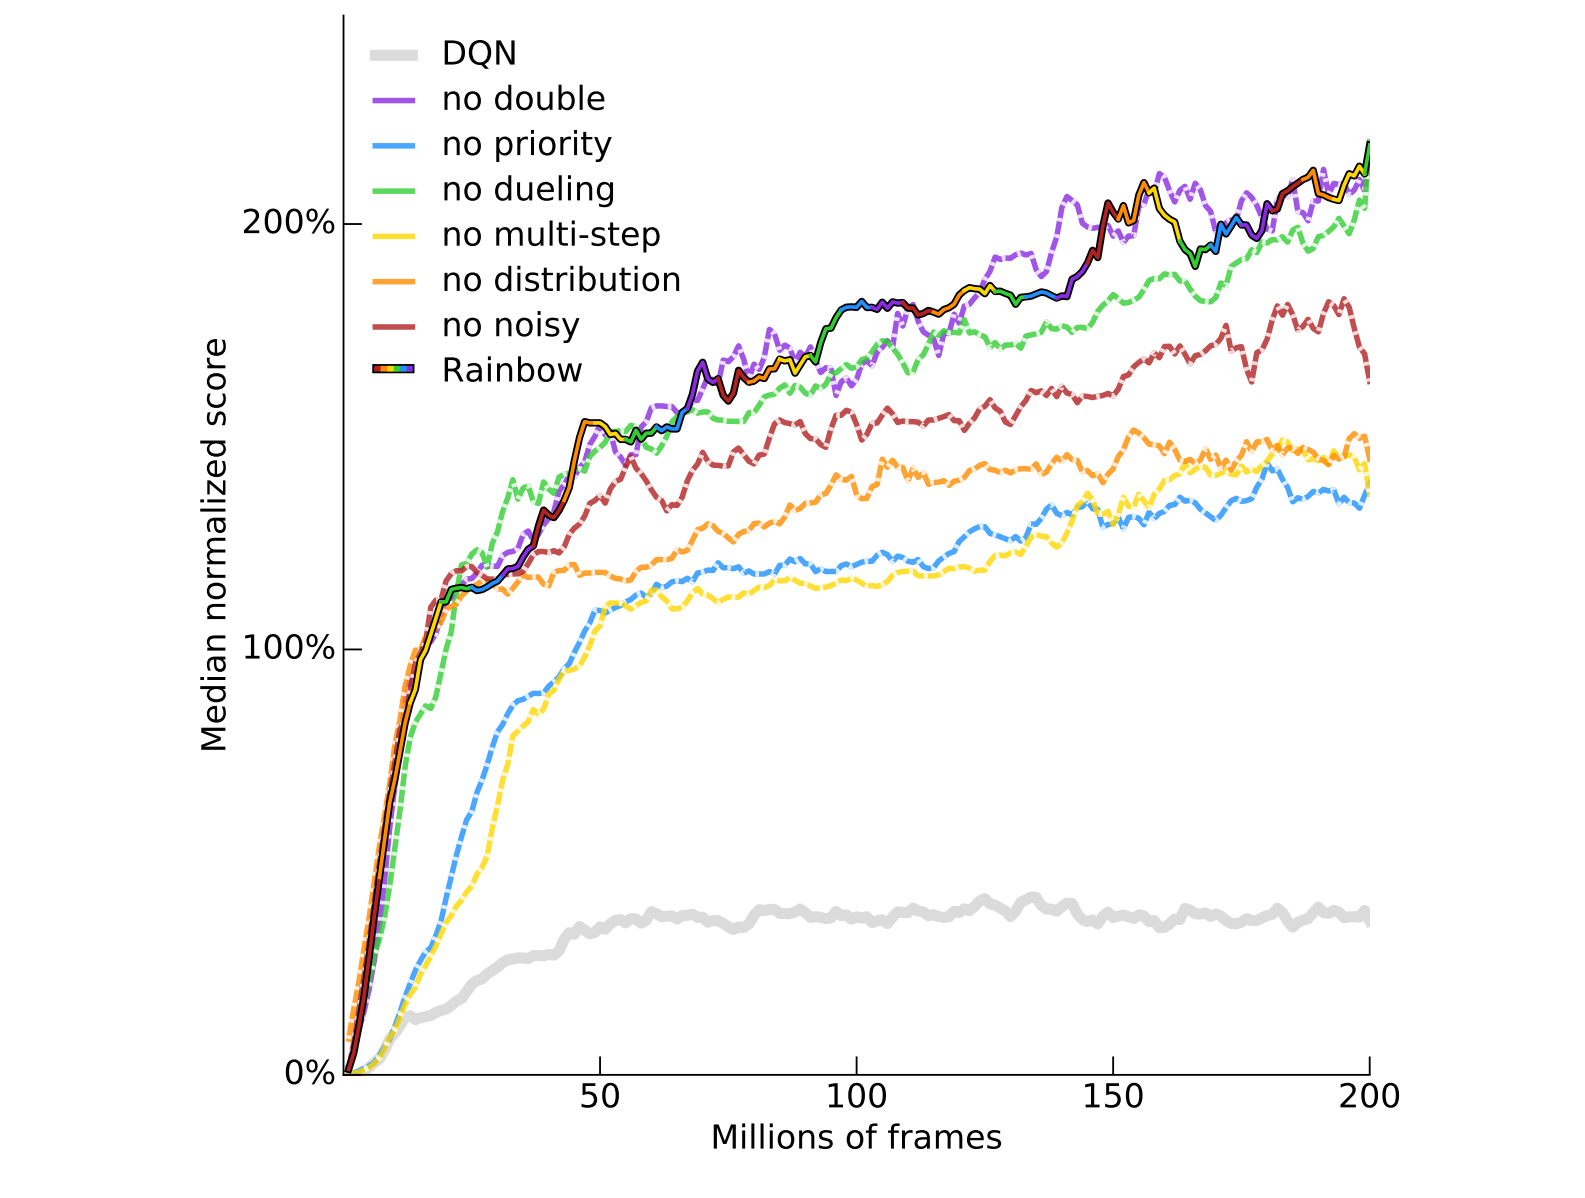 DQN
no double
no priority
no dueling
no multi-step
no distribution
no noisy
Rainbow
200%
100%
0%
Median normalized score
50 100 150 200
Millions of frames